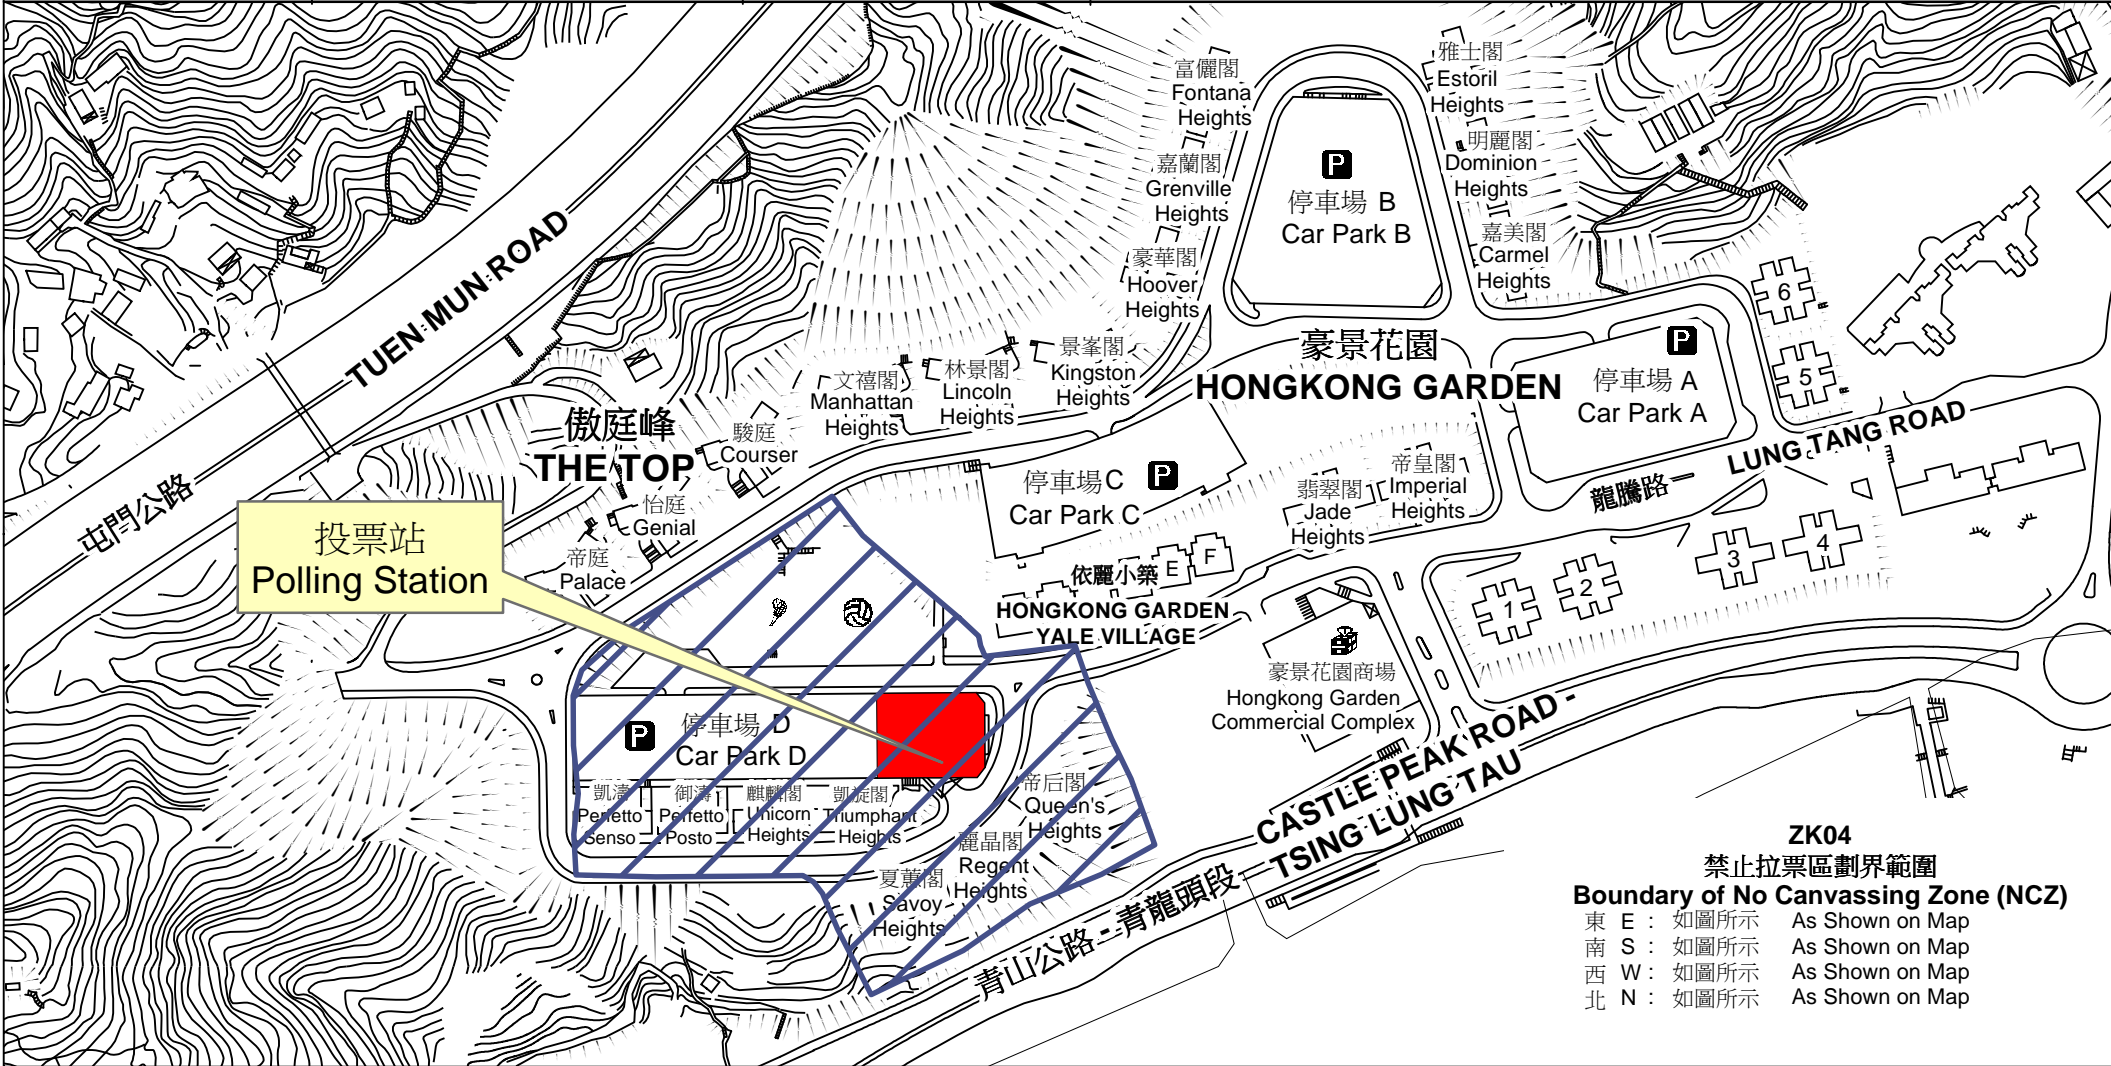 富儷閣
Fontana
Heights
雅士閣
Estoril
Heights
嘉蘭閣
Grenville
Heights
明麗閣
Dominion
Heights
P
停車場 B
Car Park B
豪華閣
Hoover
Heights
嘉美閣
Carmel
Heights
TUEN MUN ROAD
屯門公路
文禧閣
Manhattan
Heights
林景閣
Lincoln
Heights
景峯閣
Kingston
Heights
豪景花園
HONGKONG GARDEN
P
停車場 A
Car Park A
6
5
LUNG TANG ROAD
龍騰路
傲庭峰
THE TOP
駿庭
Courser
怡庭
Genial
帝庭
Palace
停車場 C
P
Car Park C
翡翠閣
Jade
Heights
帝皇閣
Imperial
Heights
投票站
Polling Station
依麗小築
E
F
HONGKONG GARDEN
YALE VILLAGE
1
2
3
4
豪景花園商場
Hongkong Garden
Commercial Complex
P
停車場 D
Car Park D
凱濤
Perfetto
Senso
御濤
Perfetto
Posto
麒麟閣
Unicorn
Heights
凱旋閣
Triumphant
Heights
帝后閣
Queen's
Heights
麗晶閣
Regent
Heights
夏蕙閣
Savoy
Heights
CASTLE PEAK ROAD -
TSING LUNG TAU
青山公路 - 青龍頭段
ZK04
禁止拉票區劃界範圍
Boundary of No Canvassing Zone (NCZ)
東 E : 如圖所示 As Shown on Map
南 S : 如圖所示 As Shown on Map
西 W : 如圖所示 As Shown on Map
北 N : 如圖所示 As Shown on Map